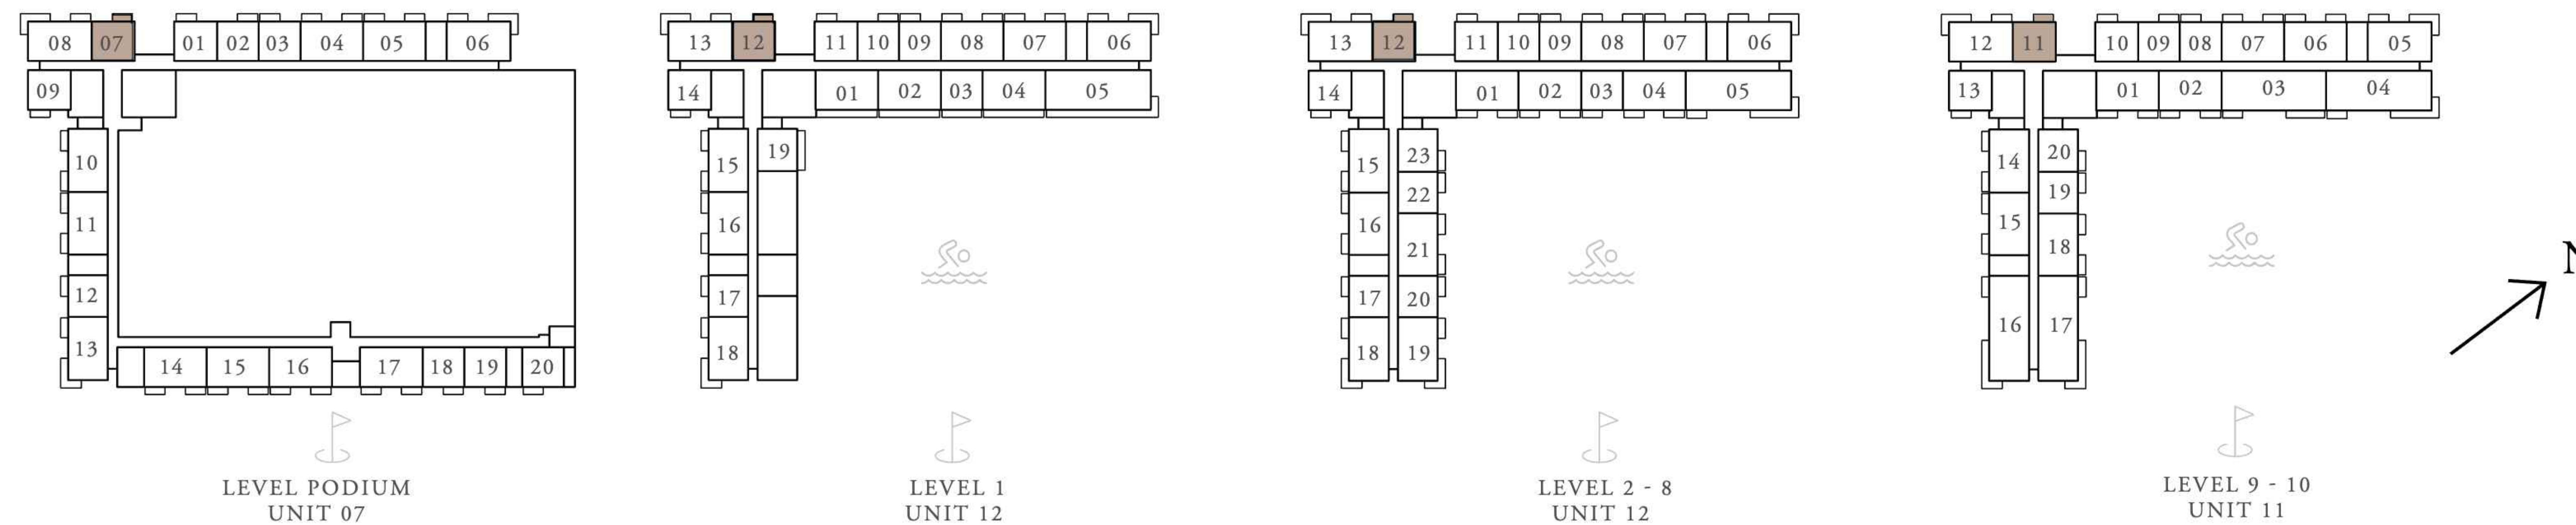 08 07 01 02 03 04 05 06
09
10
11
12
13
14 15 16 17 18 19 20
LEVEL PODIUM
UNIT 07
13 12 11 10 09 08 07 06
14 01 02 03 04 05
19
15
16
17
18
LEVEL 1
UNIT 12
13 12 11 10 09 08 07 06
14 01 02 03 04 05
15 23
22
16 21
17 20
18 19
LEVEL 2 - 8
UNIT 12
12 11 10 09 08 07 06 05
13 01 02 03 04
14 20
19
15 18
16 17
LEVEL 9 - 10
UNIT 11